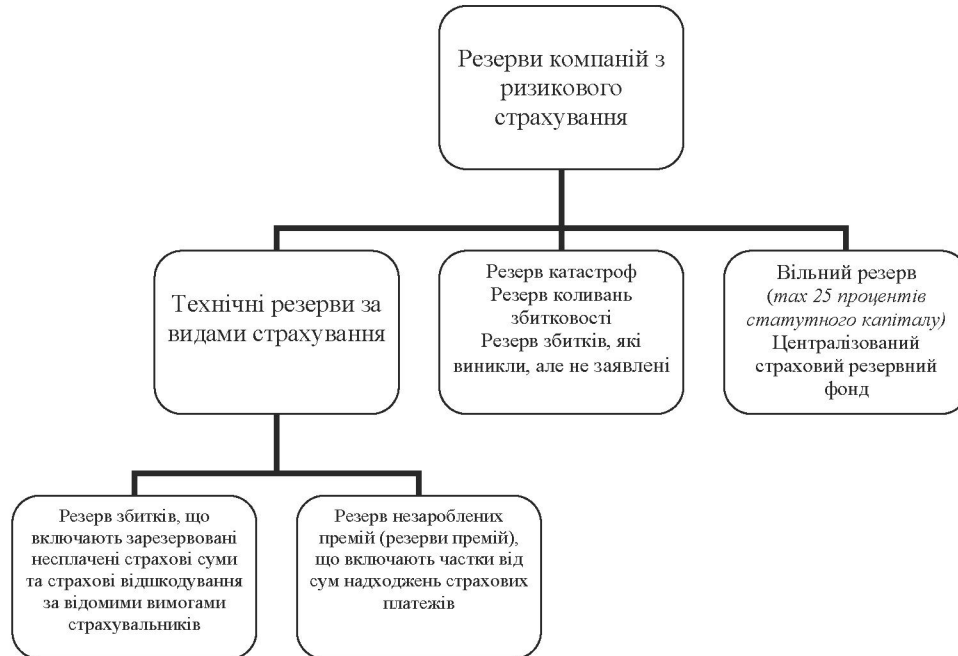 Резерви компаній з
ризикового
страхування
Технічні резерви за
видами страхування
Резерв катастроф
Резерв коливань
збитковості
Резерв збитків, які
виникли, але не заявлені
Вільний резерв
(max 25 процентів
статутного капіталу)
Централізований
страховий резервний
фонд
Резерв збитків, що
включають зарезервовані
несплачені страхові суми
та страхові відшкодування
за відомими вимогами
страхувальників
Резерв незароблених
премій (резерви премій),
що включають частки від
сум надходжень страхових
платежів